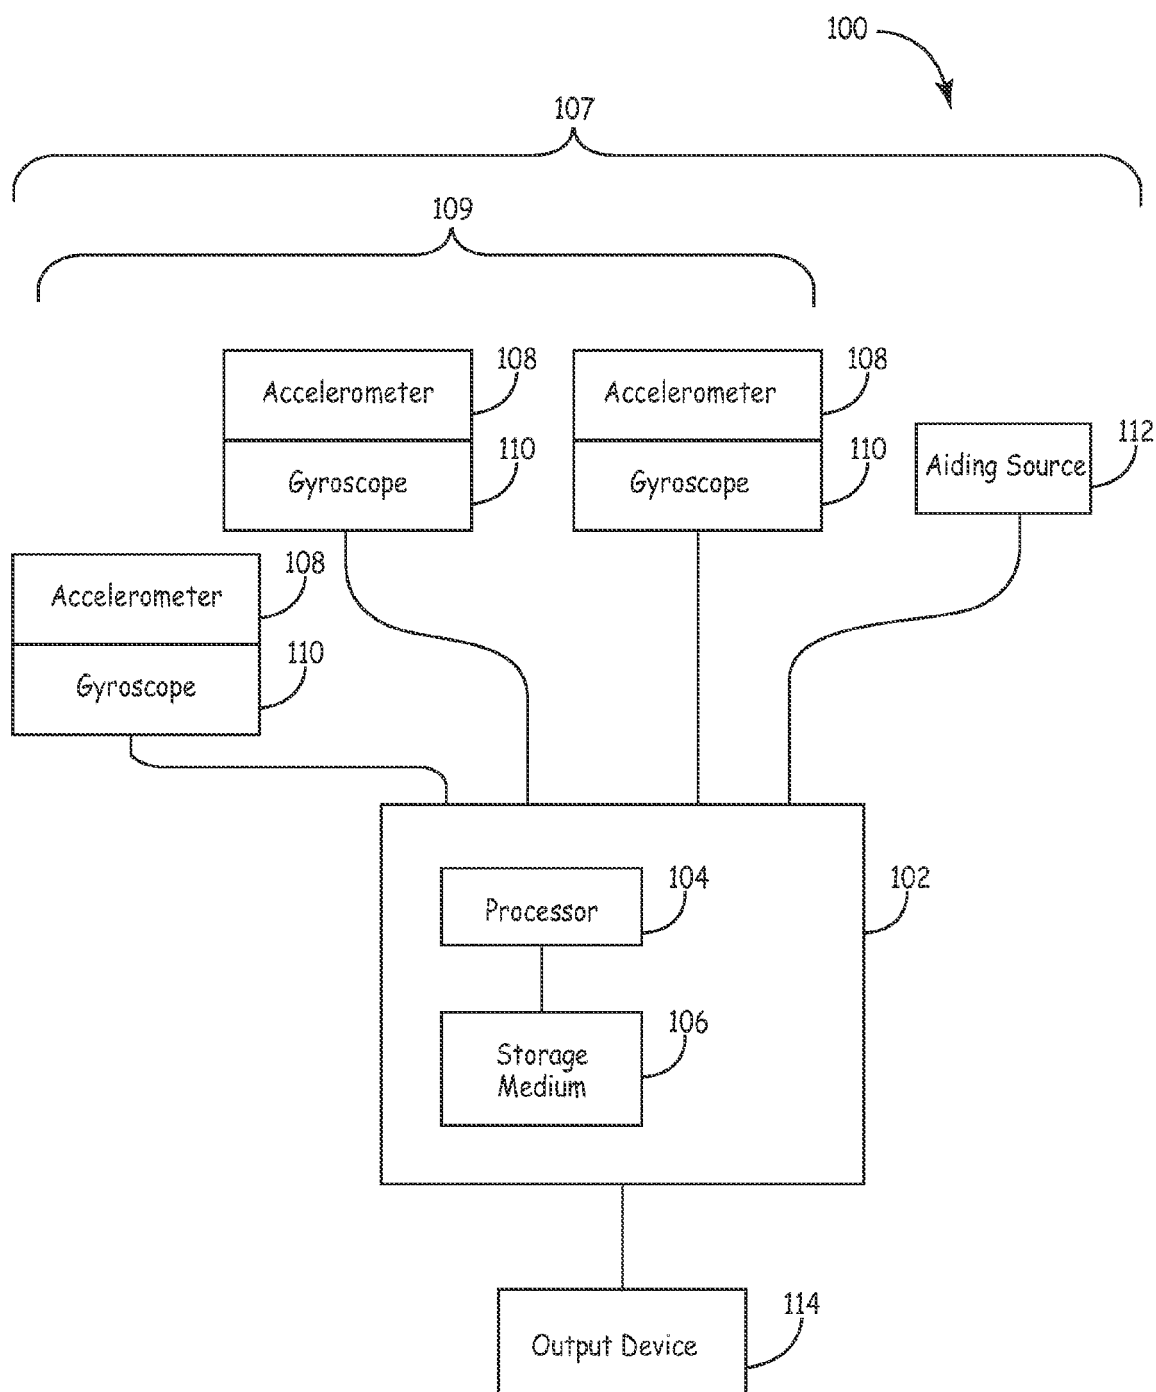 100
107
109
108
108
Accelerometer
Accelerometer
112
110
110
Aiding Source
Gyroscope
Gyroscope
108
Accelerometer
110
Gyroscope
104
102
Processor
106
Storage
Medium
114
Output Device